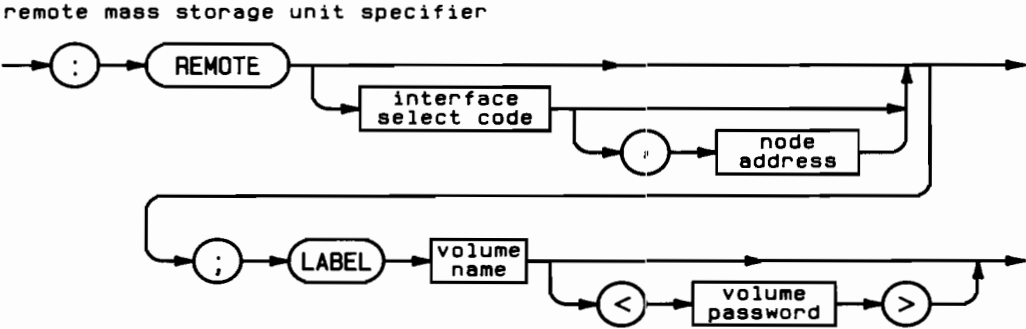 remote mass storage unit specifier
: REMOTE
interface
select code
,
node
address
; LABEL volume
name
< volume
password >